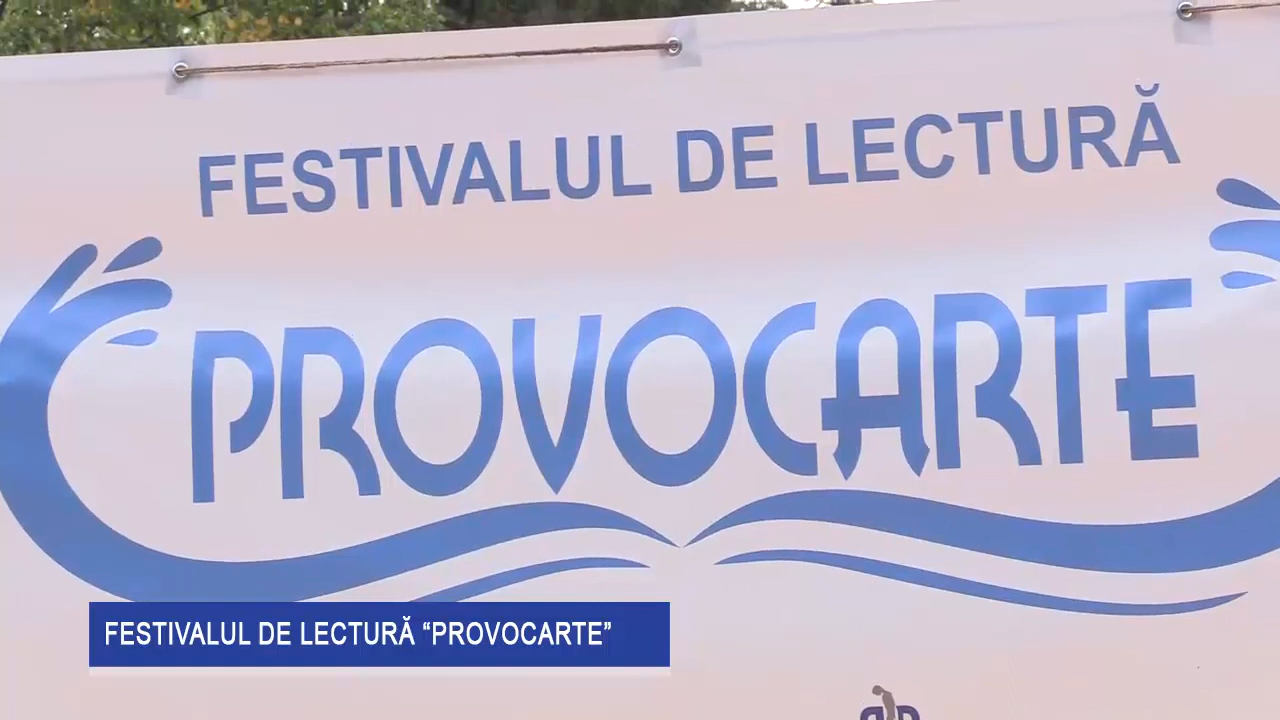 FESTIVALUL DE LECTURĂ
PROVOCARTE
FESTIVALUL DE LECTURĂ “PROVOCARTE”